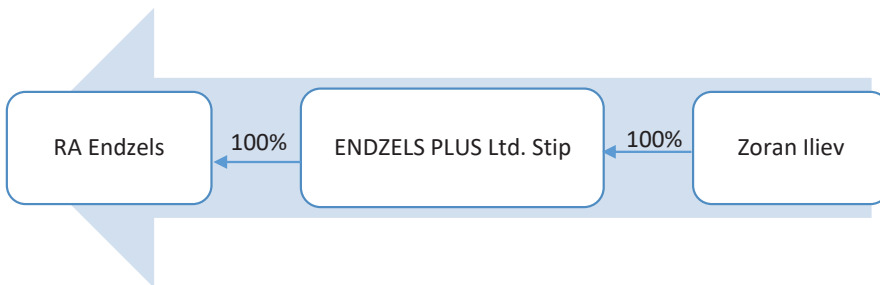 RA Endzels
100%
ENDZELS PLUS Ltd. Stip
100%
Zoran Iliev